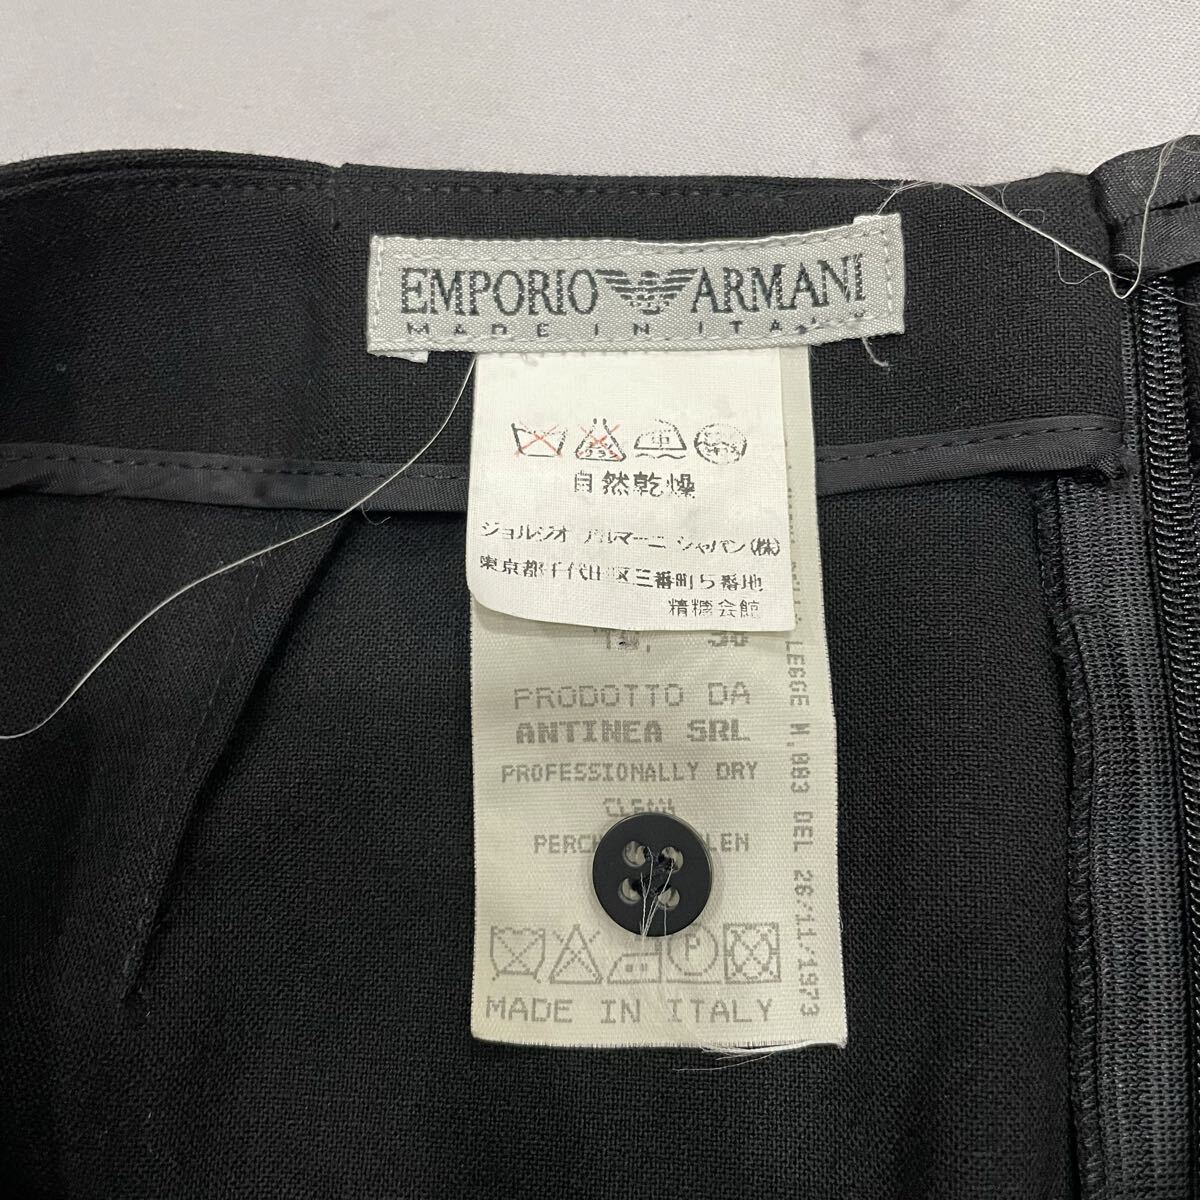 EMPORIO ARMANI
MADE IN ITALY
自然乾燥
ジョルジオ アルマーニ ジャパン(株)
東京都千代田区三番町5番地
精糖会館
PRODOTTO DA
ANTINEA SRL
PROFESSIONALLY DRY
CLEAN
P
MADE IN ITALY
LEGGE N.883 DEL 26/11/1973